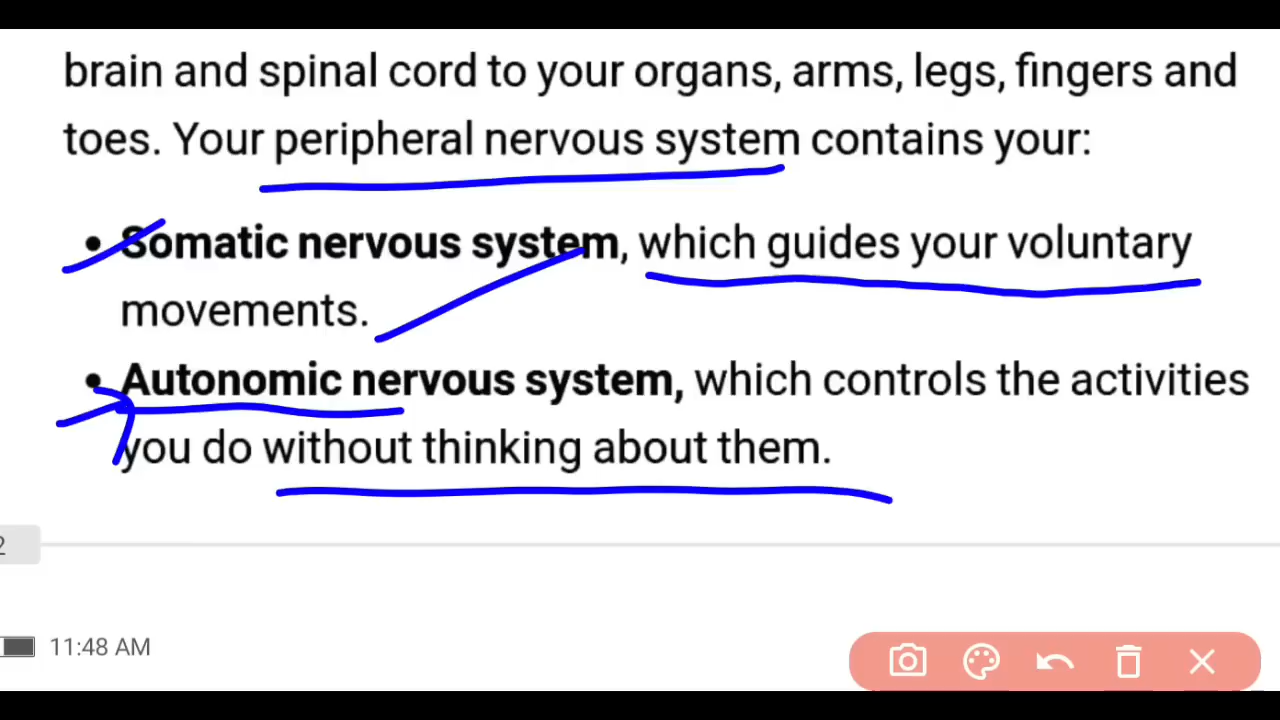 brain and spinal cord to your organs, arms, legs, fingers and
toes. Your peripheral nervous system contains your:
• Somatic nervous system, which guides your voluntary
movements.
• Autonomic nervous system, which controls the activities
you do without thinking about them.
2
11:48 AM